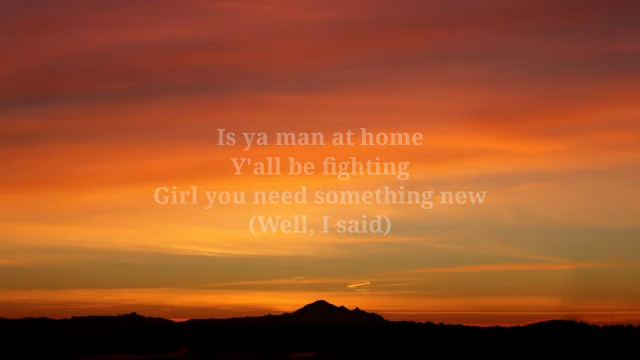 Is ya man at home
Y'all be fighting
Girl you need something new
(Well, I said)